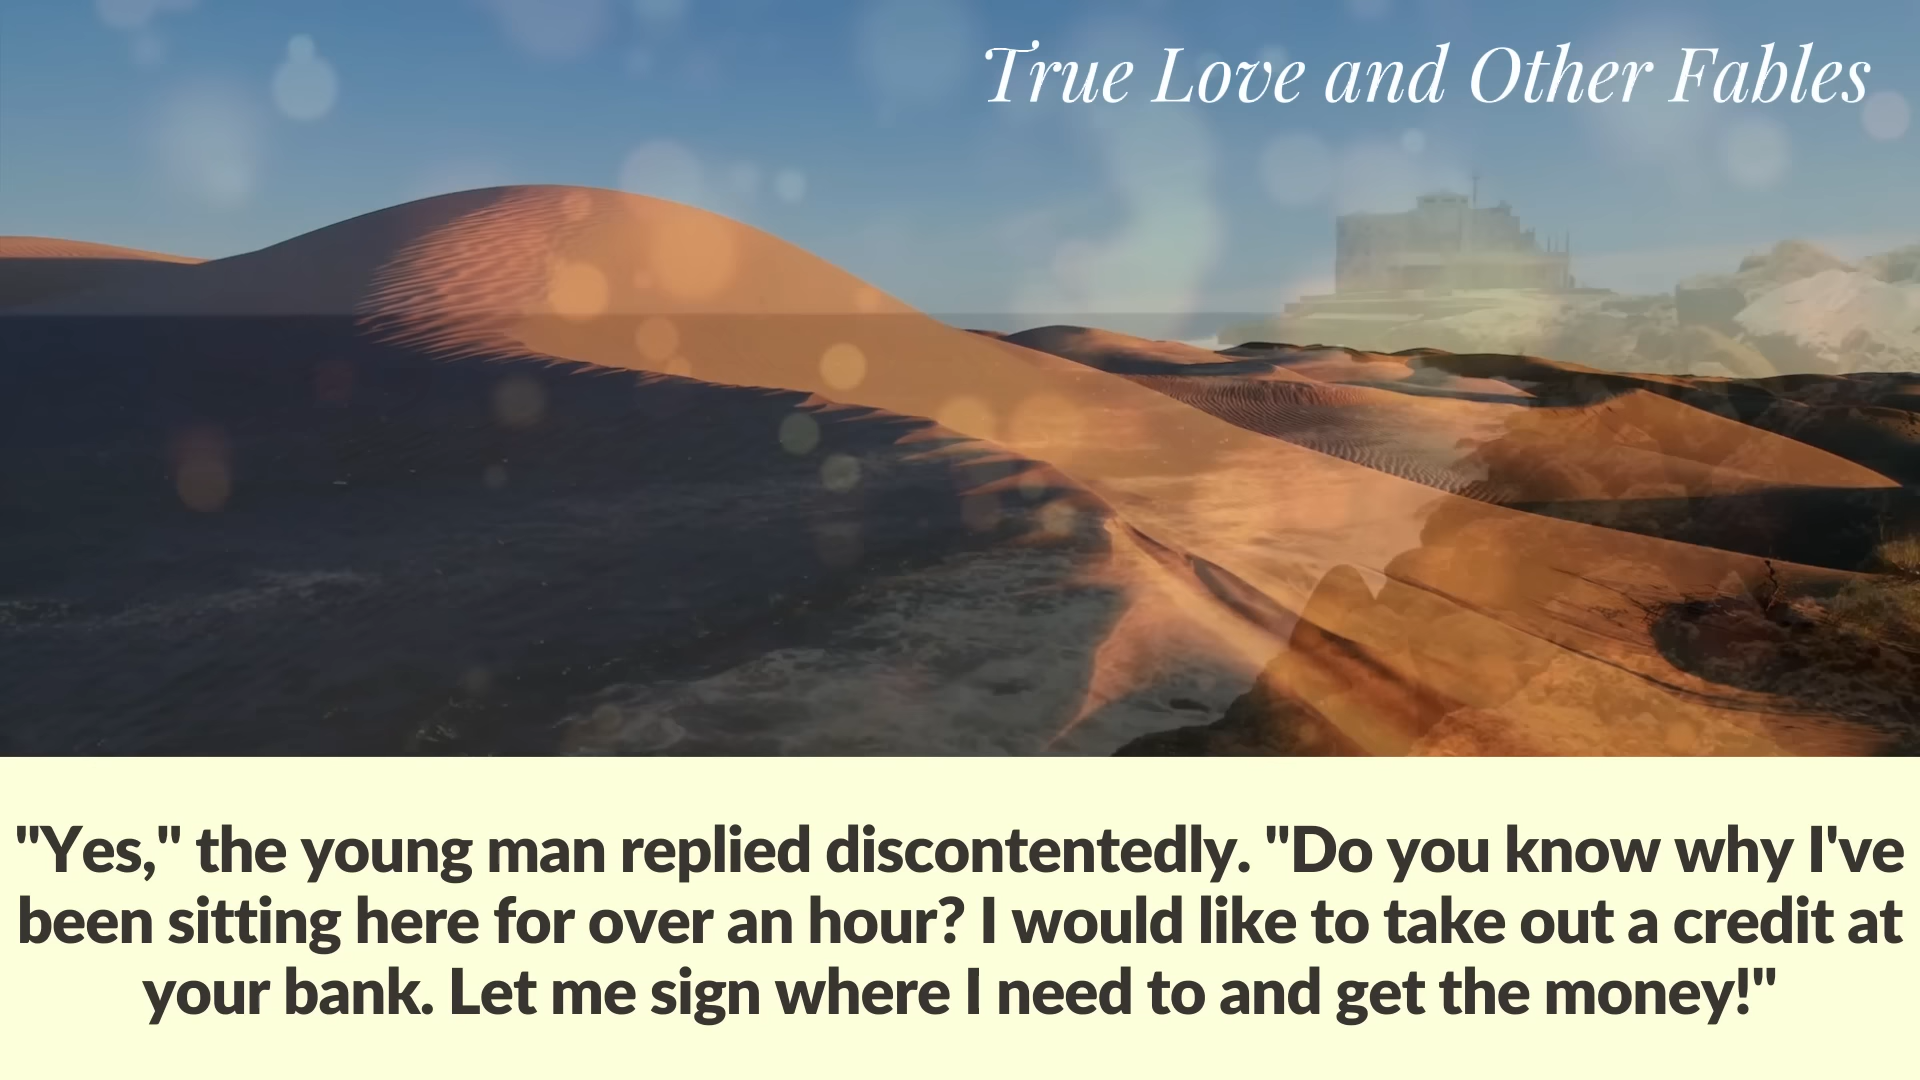 True Love and Other Fables
"Yes," the young man replied discontentedly. "Do you know why I've
been sitting here for over an hour? I would like to take out a credit at
your bank. Let me sign where I need to and get the money!"